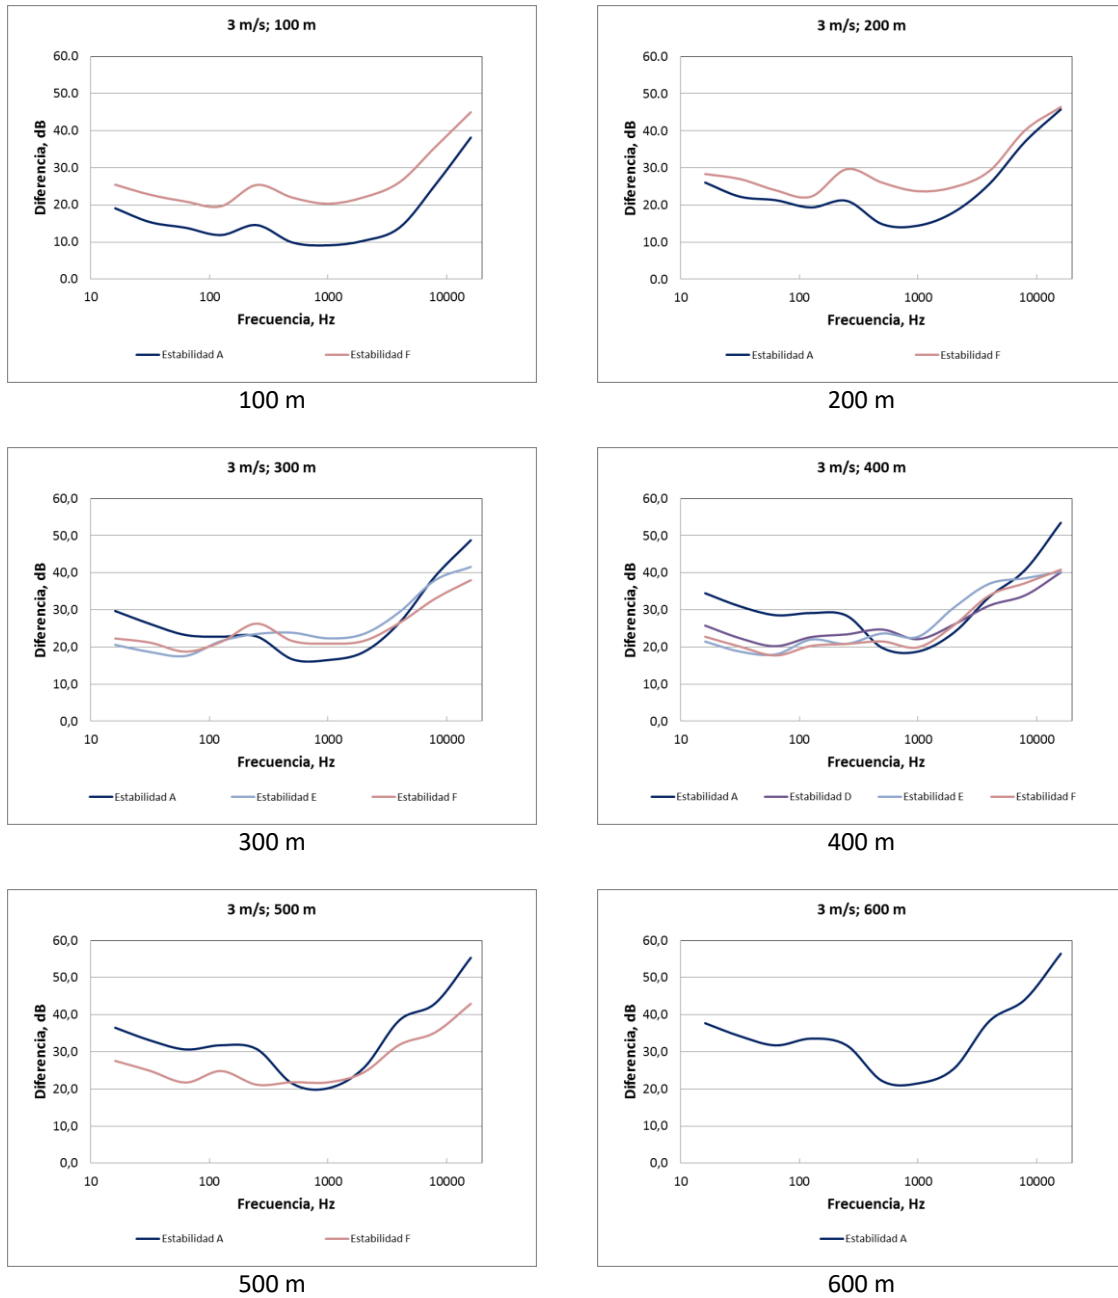 3 m/s; 100 m
60.0
50.0
40.0
30.0
20.0
10.0
0.0
Diferencia, dB
10 100 1000 10000
Frecuencia, Hz
Estabilidad A Estabilidad F
100 m
3 m/s; 200 m
60.0
50.0
40.0
30.0
20.0
10.0
0.0
Diferencia, dB
10 100 1000 10000
Frecuencia, Hz
Estabilidad A Estabilidad F
200 m
3 m/s; 300 m
60,0
50,0
40,0
30,0
20,0
10,0
0,0
Diferencia, dB
10 100 1000 10000
Frecuencia, Hz
Estabilidad A Estabilidad E Estabilidad F
300 m
3 m/s; 400 m
60,0
50,0
40,0
30,0
20,0
10,0
0,0
Diferencia, dB
10 100 1000 10000
Frecuencia, Hz
Estabilidad A Estabilidad D Estabilidad E Estabilidad F
400 m
3 m/s; 500 m
60,0
50,0
40,0
30,0
20,0
10,0
0,0
Diferencia, dB
10 100 1000 10000
Frecuencia, Hz
Estabilidad A Estabilidad F
500 m
3 m/s; 600 m
60,0
50,0
40,0
30,0
20,0
10,0
0,0
Diferencia, dB
10 100 1000 10000
Frecuencia, Hz
Estabilidad A
600 m